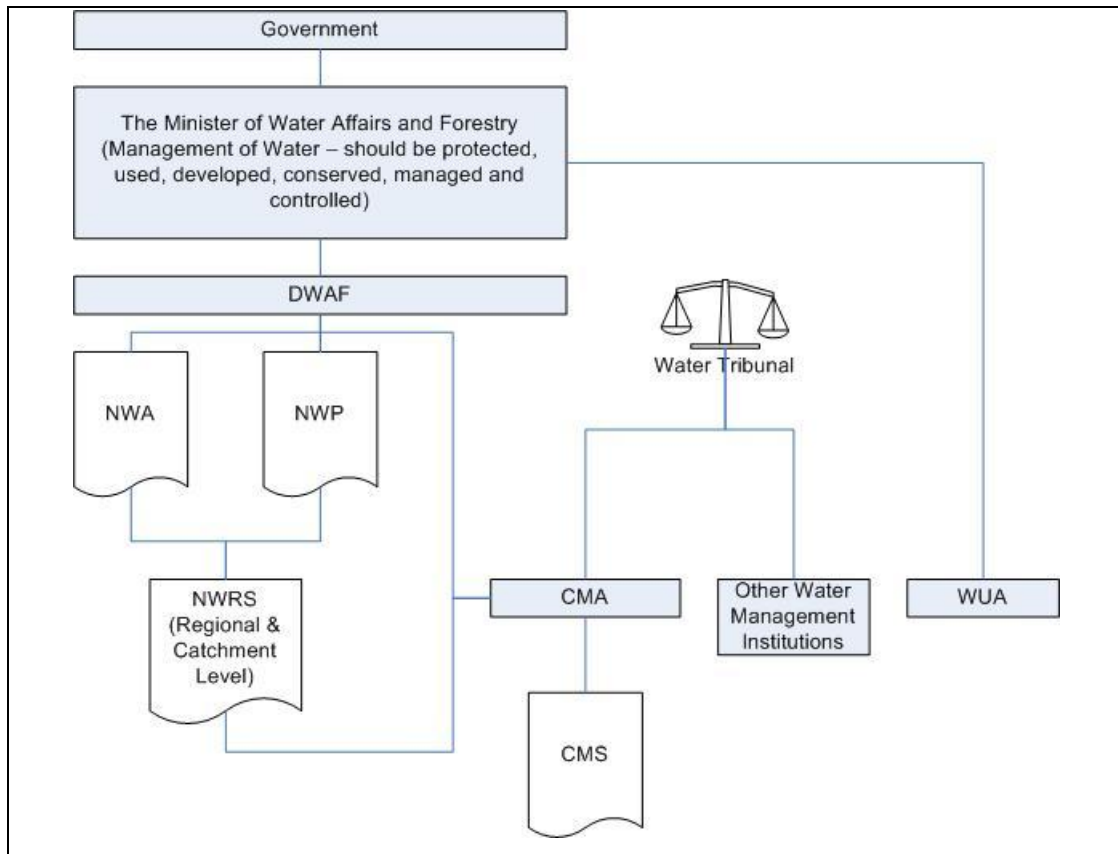 Government
The Minister of Water Affairs and Forestry
(Management of Water – should be protected,
used, developed, conserved, managed and
controlled)
DWAF
Water Tribunal
NWA
NWP
NWRS
(Regional &
Catchment
Level)
CMA
Other Water
Management
Institutions
WUA
CMS